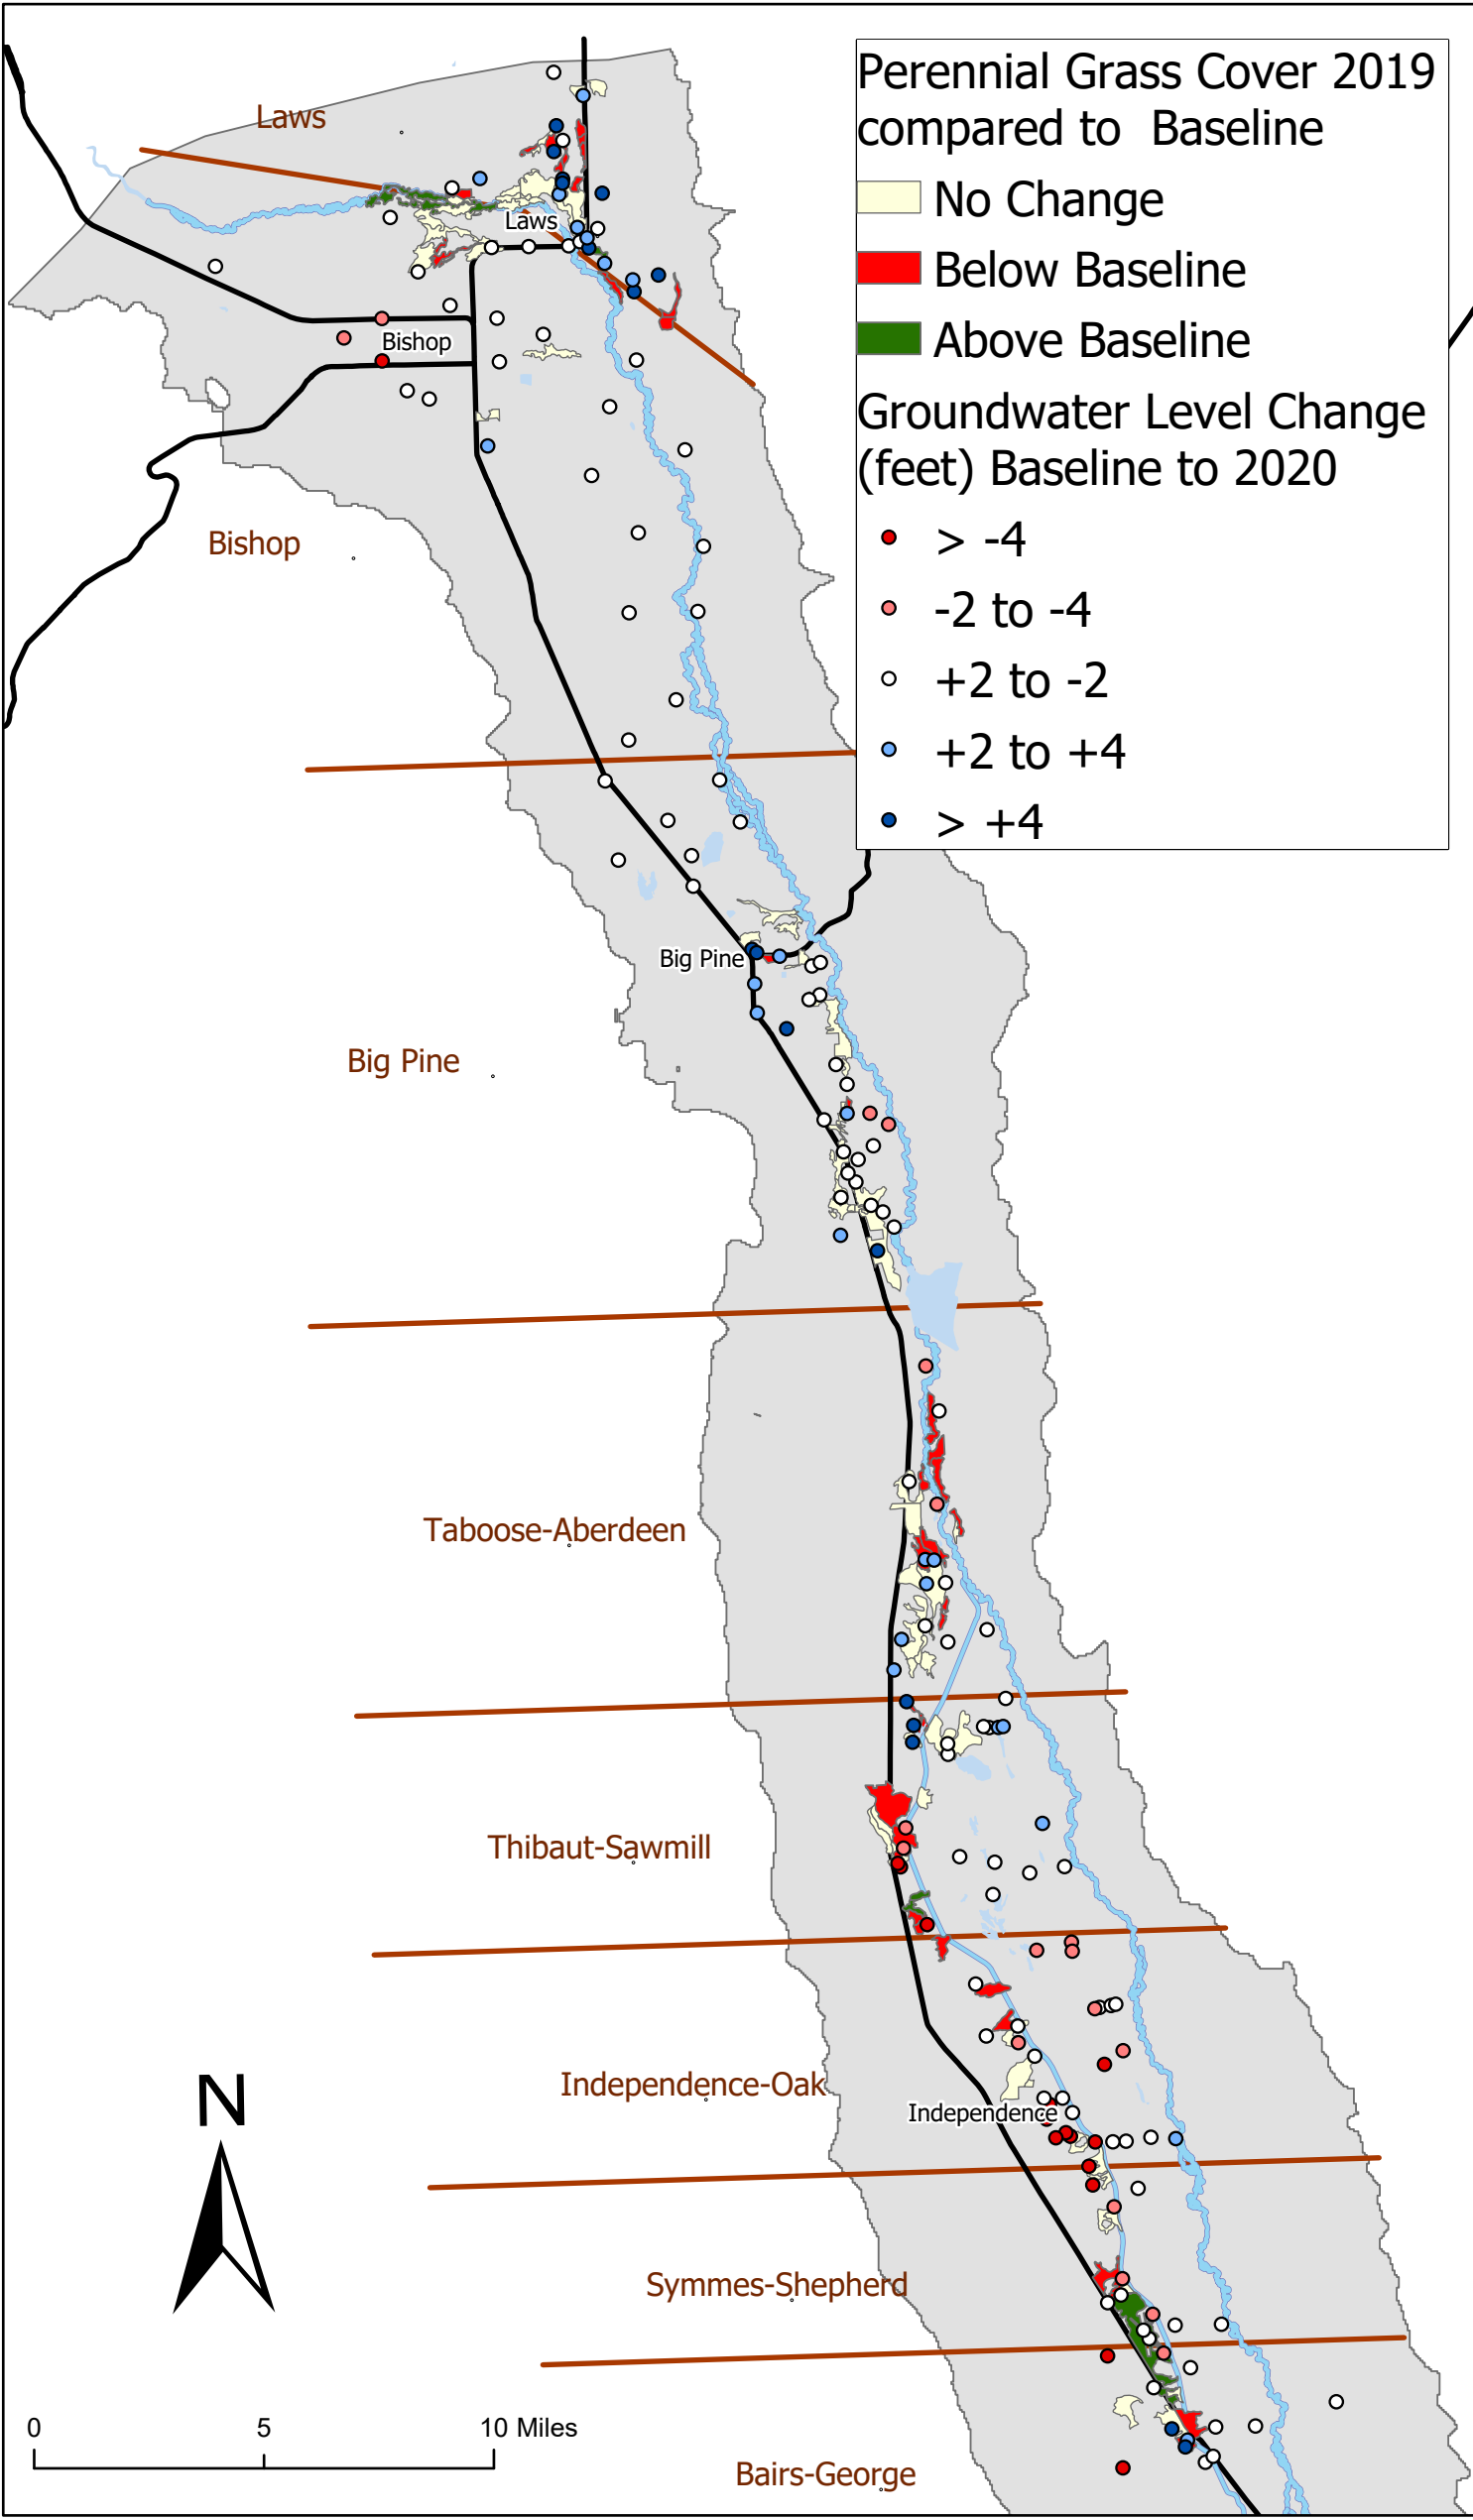 Perennial Grass Cover 2019
compared to Baseline
No Change
Below Baseline
Above Baseline
Groundwater Level Change
(feet) Baseline to 2020
> -4
-2 to -4
+2 to -2
+2 to +4
> +4
Laws
Laws
Bishop
Bishop
Big Pine
Big Pine
Taboose-Aberdeen
Thibaut-Sawmill
Independence-Oak
Independence
Symmes-Shepherd
Bairs-George
N
0 5 10 Miles